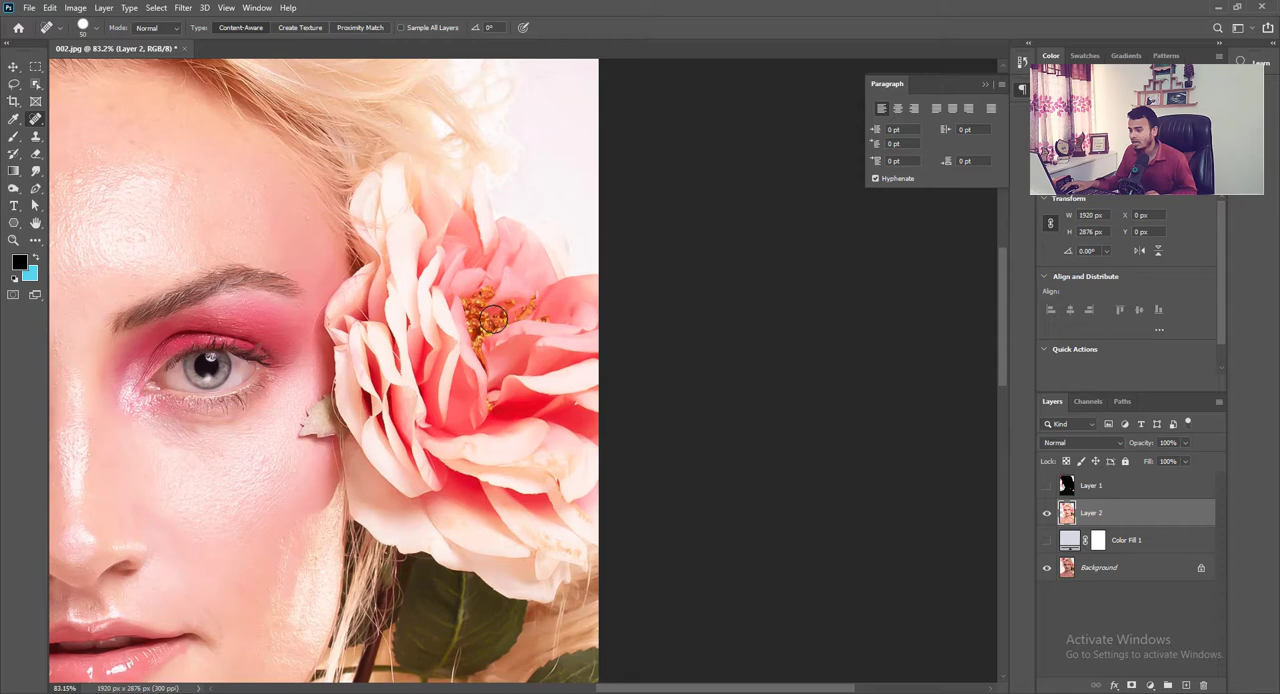 File Edit Image Layer Type Select Filter 3D View Window Help
50 Mode: Normal Type: Content-Aware Create Texture Proximity Match Sample All Layers 0°
002.jpg @ 83.2% (Layer 2, RGB/8) * ×
Color Swatches Gradients Patterns
Learn
Paragraph
0 pt 0 pt
0 pt
0 pt 0 pt
Hyphenate
Transform
W 1920 px X 0 px
H 2876 px Y 0 px
0.00°
Align and Distribute
Align:
Quick Actions
Layers Channels Paths
Kind
Normal Opacity: 100%
Lock: Fill: 100%
Layer 1
Layer 2
Color Fill 1
Background
Activate Windows
Go to Settings to activate Windows.
83.15% 1920 px x 2876 px (300 ppi)